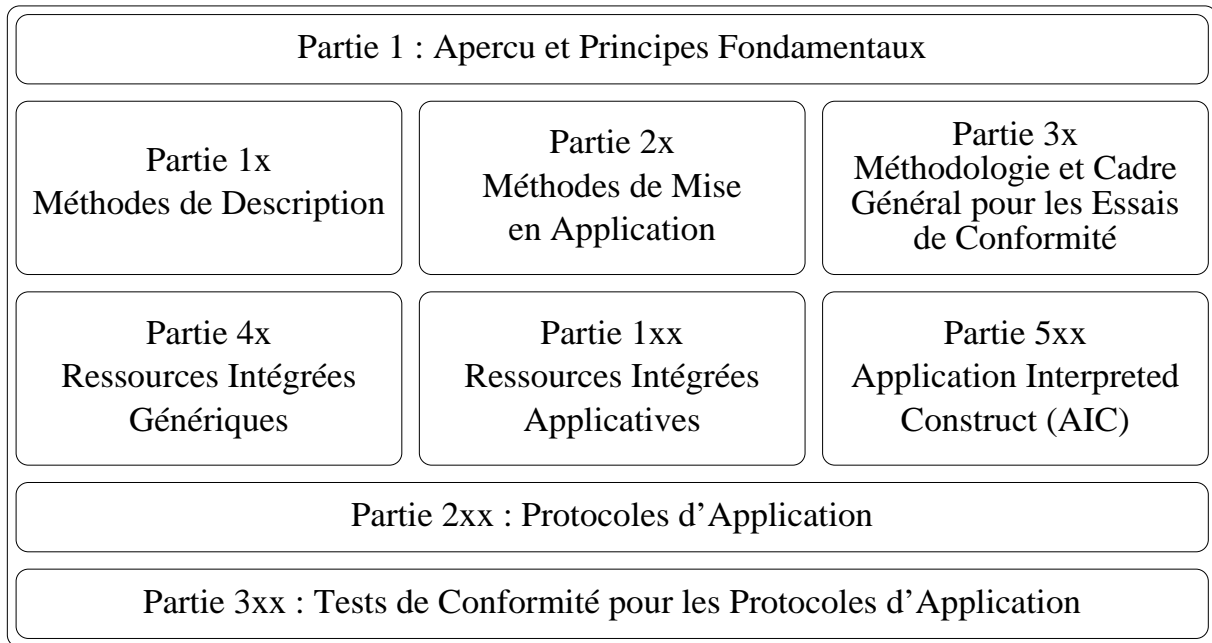 Partie 1 : Apercu et Principes Fondamentaux
Partie 1x
Méthodes de Description
Partie 2x
Méthodes de Mise
en Application
Partie 3x
Méthodologie et Cadre
Général pour les Essais
de Conformité
Partie 4x
Ressources Intégrées
Génériques
Partie 1xx
Ressources Intégrées
Applicatives
Partie 5xx
Application Interpreted
Construct (AIC)
Partie 2xx : Protocoles d’Application
Partie 3xx : Tests de Conformité pour les Protocoles d’Application